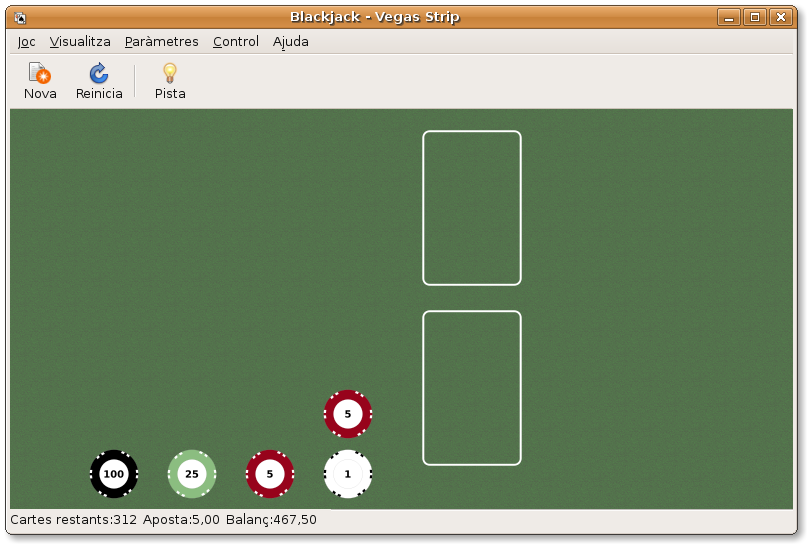 Blackjack - Vegas Strip
Joc Visualitza Paràmetres Control Ajuda
Nova Reinicia Pista
5
100 25 5 1
Cartes restants:312 Aposta:5,00 Balanç:467,50